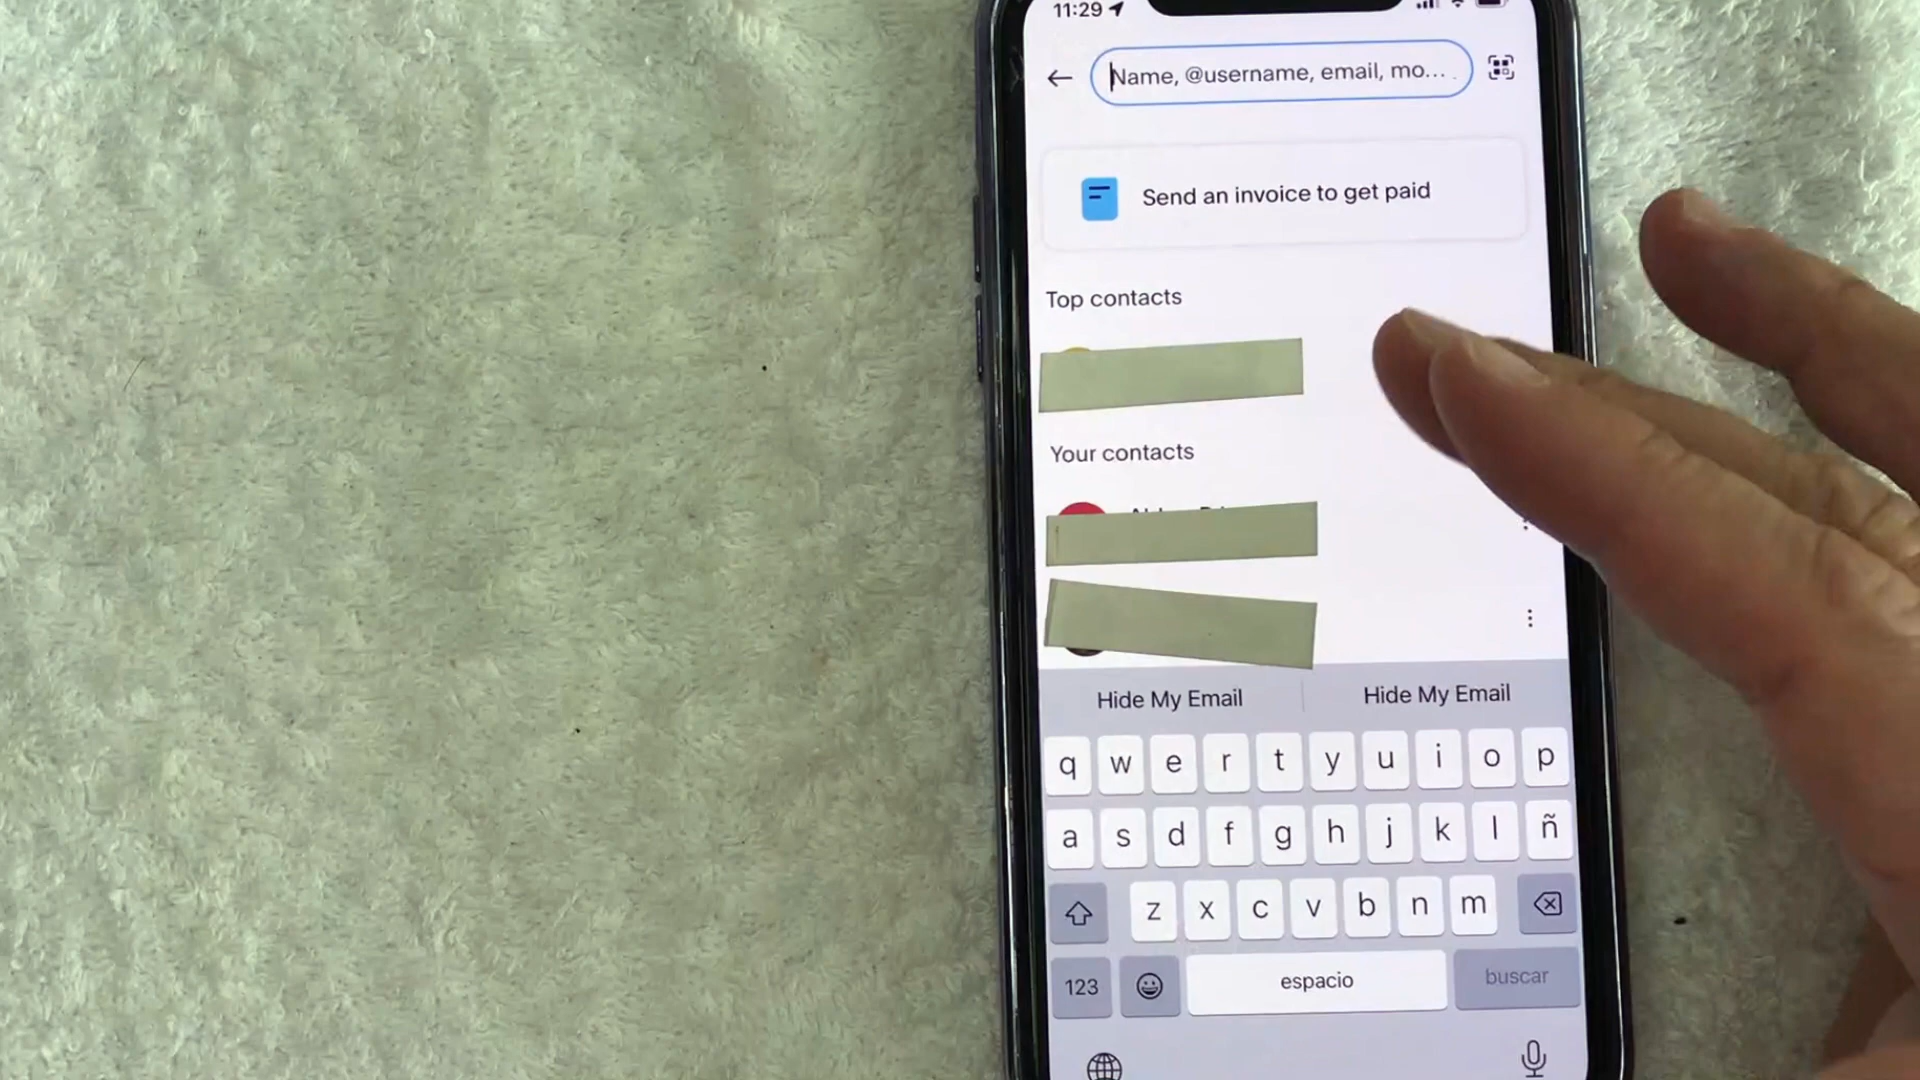 11:29
Name, @username, email, mo...
Send an invoice to get paid
Top contacts
Your contacts
Hide My Email
Hide My Email
q w e r t y u i o p
a s d f g h j k l ñ
z x c v b n m
123 espacio buscar